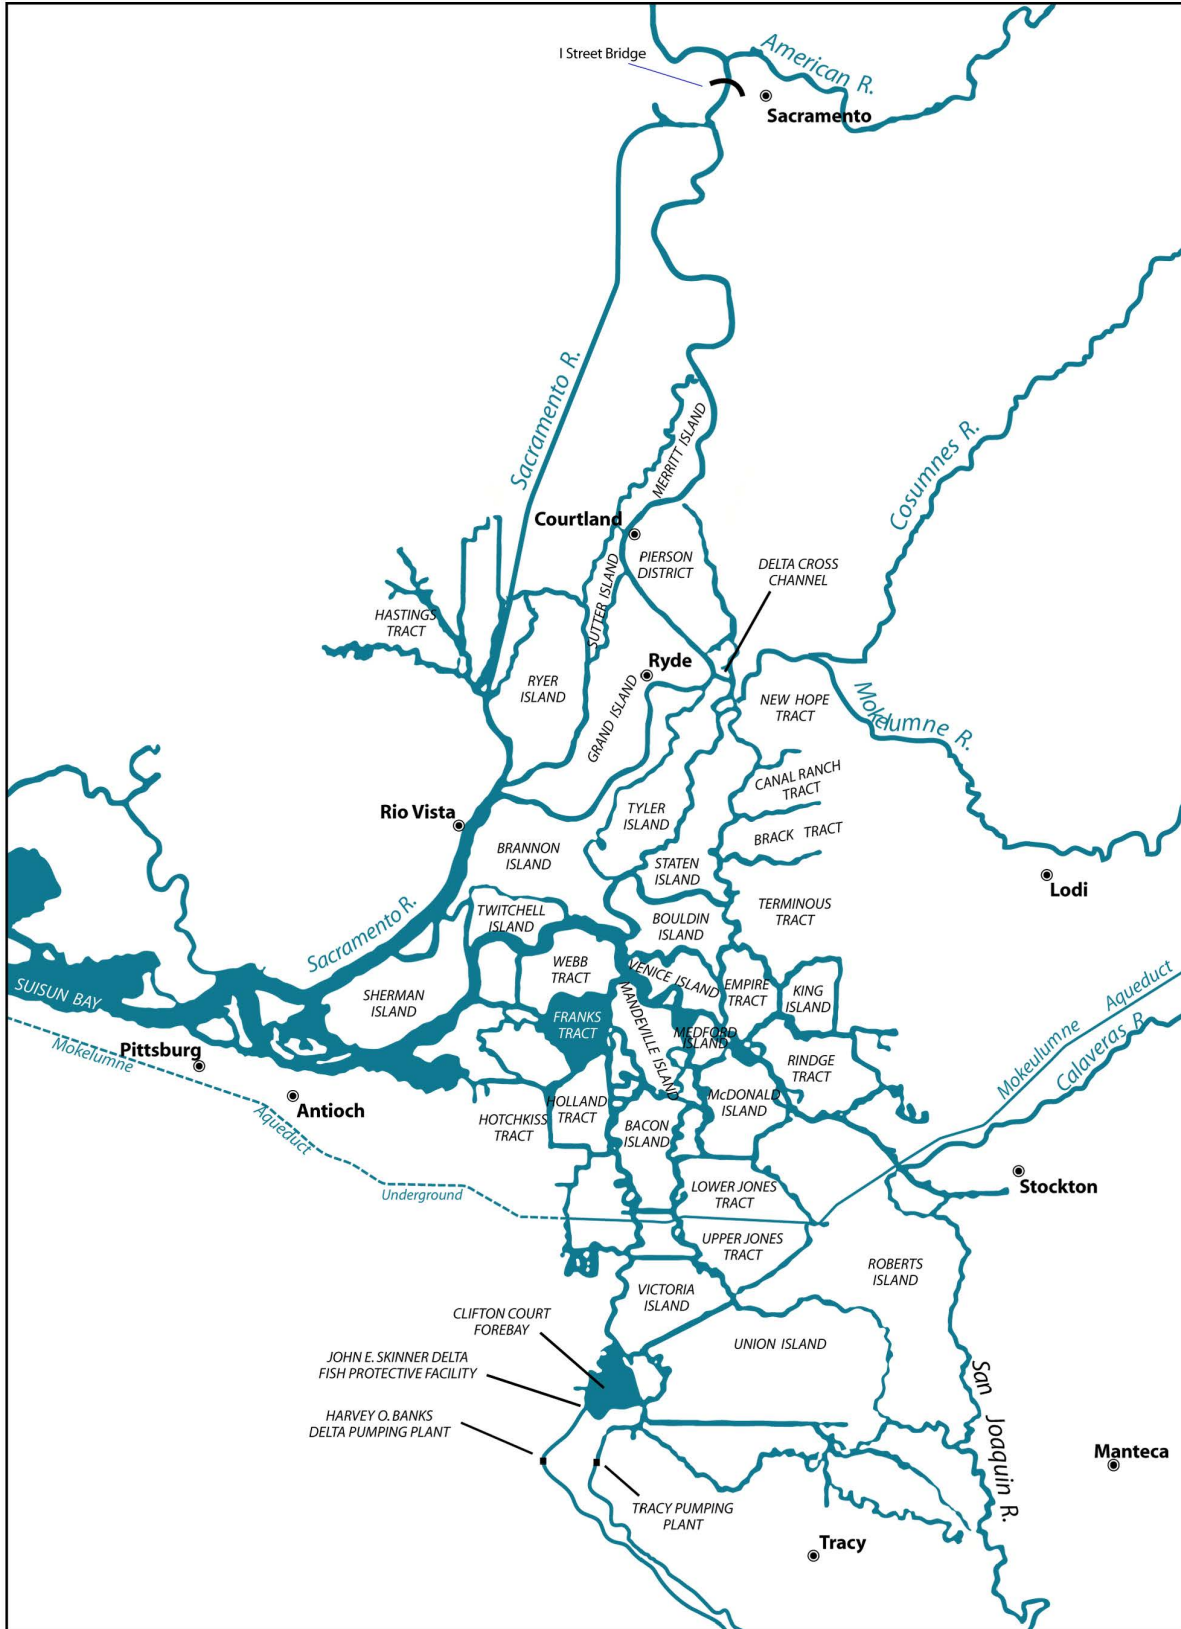 I Street Bridge
American R.
Sacramento
Sacramento R.
MERRITT ISLAND
Cosumnes R.
Courtland
PIERSON
DISTRICT
DELTA CROSS
CHANNEL
SUTTER ISLAND
HASTINGS
TRACT
Ryde
RYER
ISLAND
GRAND ISLAND
NEW HOPE
TRACT
Mokelumne R.
CANAL RANCH
TRACT
Rio Vista
TYLER
ISLAND
BRACK TRACT
BRANNON
ISLAND
STATEN
ISLAND
Lodi
TWITCHELL
ISLAND
BOULDIN
ISLAND
TERMINOUS
TRACT
Sacramento R.
WEBB
TRACT
VENICE ISLAND
EMPIRE
TRACT
KING
ISLAND
SUISUN BAY
SHERMAN
ISLAND
FRANKS
TRACT
MANDEVILLE ISLAND
MEDFORD
ISLAND
Mokeulumne Aqueduct
Calaveras R.
Pittsburg
Mokelumne
Aqueduct
Underground
RINDGE
TRACT
Antioch
HOTCHKISS
TRACT
HOLLAND
TRACT
McDONALD
ISLAND
BACON
ISLAND
LOWER JONES
TRACT
Stockton
UPPER JONES
TRACT
ROBERTS
ISLAND
VICTORIA
ISLAND
CLIFTON COURT
FOREBAY
UNION ISLAND
JOHN E. SKINNER DELTA
FISH PROTECTIVE FACILITY
San Joaquin R.
HARVEY O. BANKS
DELTA PUMPING PLANT
Manteca
TRACY PUMPING
PLANT
Tracy